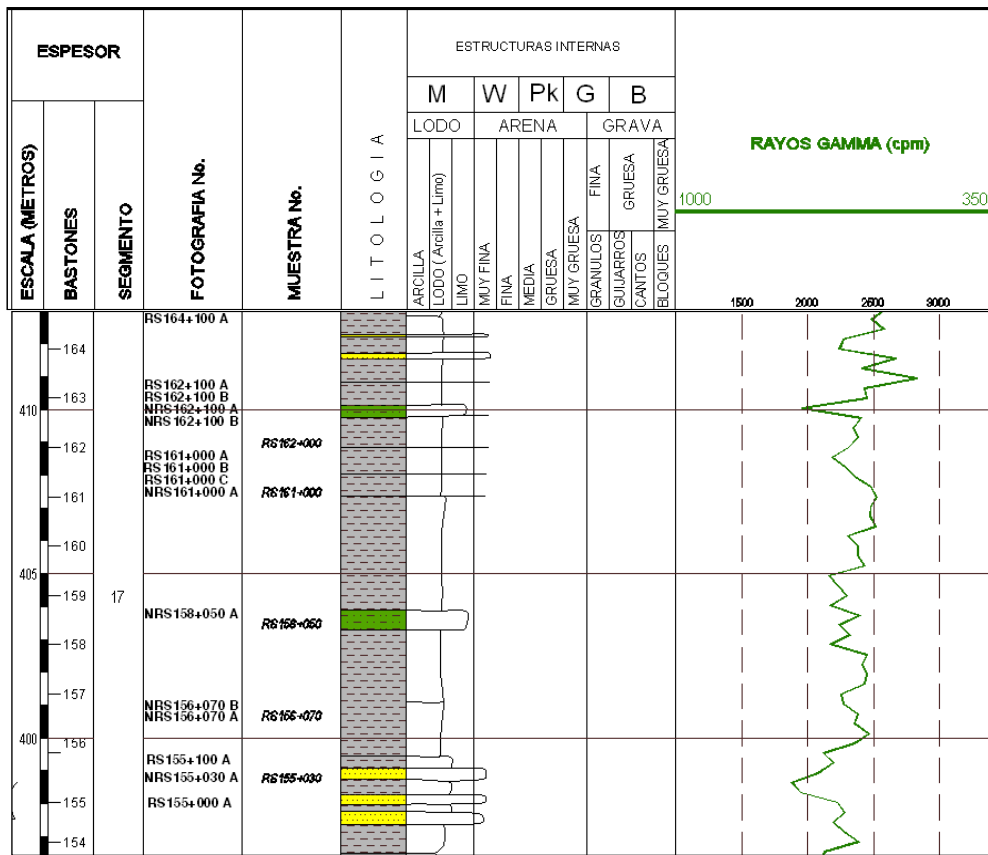 ESPESOR
ESCALA (METROS)
BASTONES
SEGMENTO
FOTOGRAFIA No.
MUESTRA No.
LITOLOGIA
ESTRUCTURAS INTERNAS
M W Pk G B
LODO ARENA GRAVA
ARCILLA
LODO ( Arcilla + Limo)
LIMO
MUY FINA
FINA
MEDIA
GRUESA
MUY GRUESA
FINA
GRANULOS
GRUESA
GUIJARROS
CANTOS
MUY GRUESA
BLOQUES
RAYOS GAMMA (cpm)
1000 350
1500 2000 2500 3000
RS164+100 A
164
RS162+100 A
163 RS162+100 B
410 NRS162+100 A
NRS162+100 B
162 RS162+000
RS161+000 A
RS161+000 B
RS161+000 C
161 NRS161+000 A RS161+000
160
405
159 17
NRS158+050 A RS158+050
158
157
NRS156+070 B
NRS156+070 A RS156+070
400 156
RS155+100 A
NRS155+030 A RS155+030
155 RS155+000 A
154